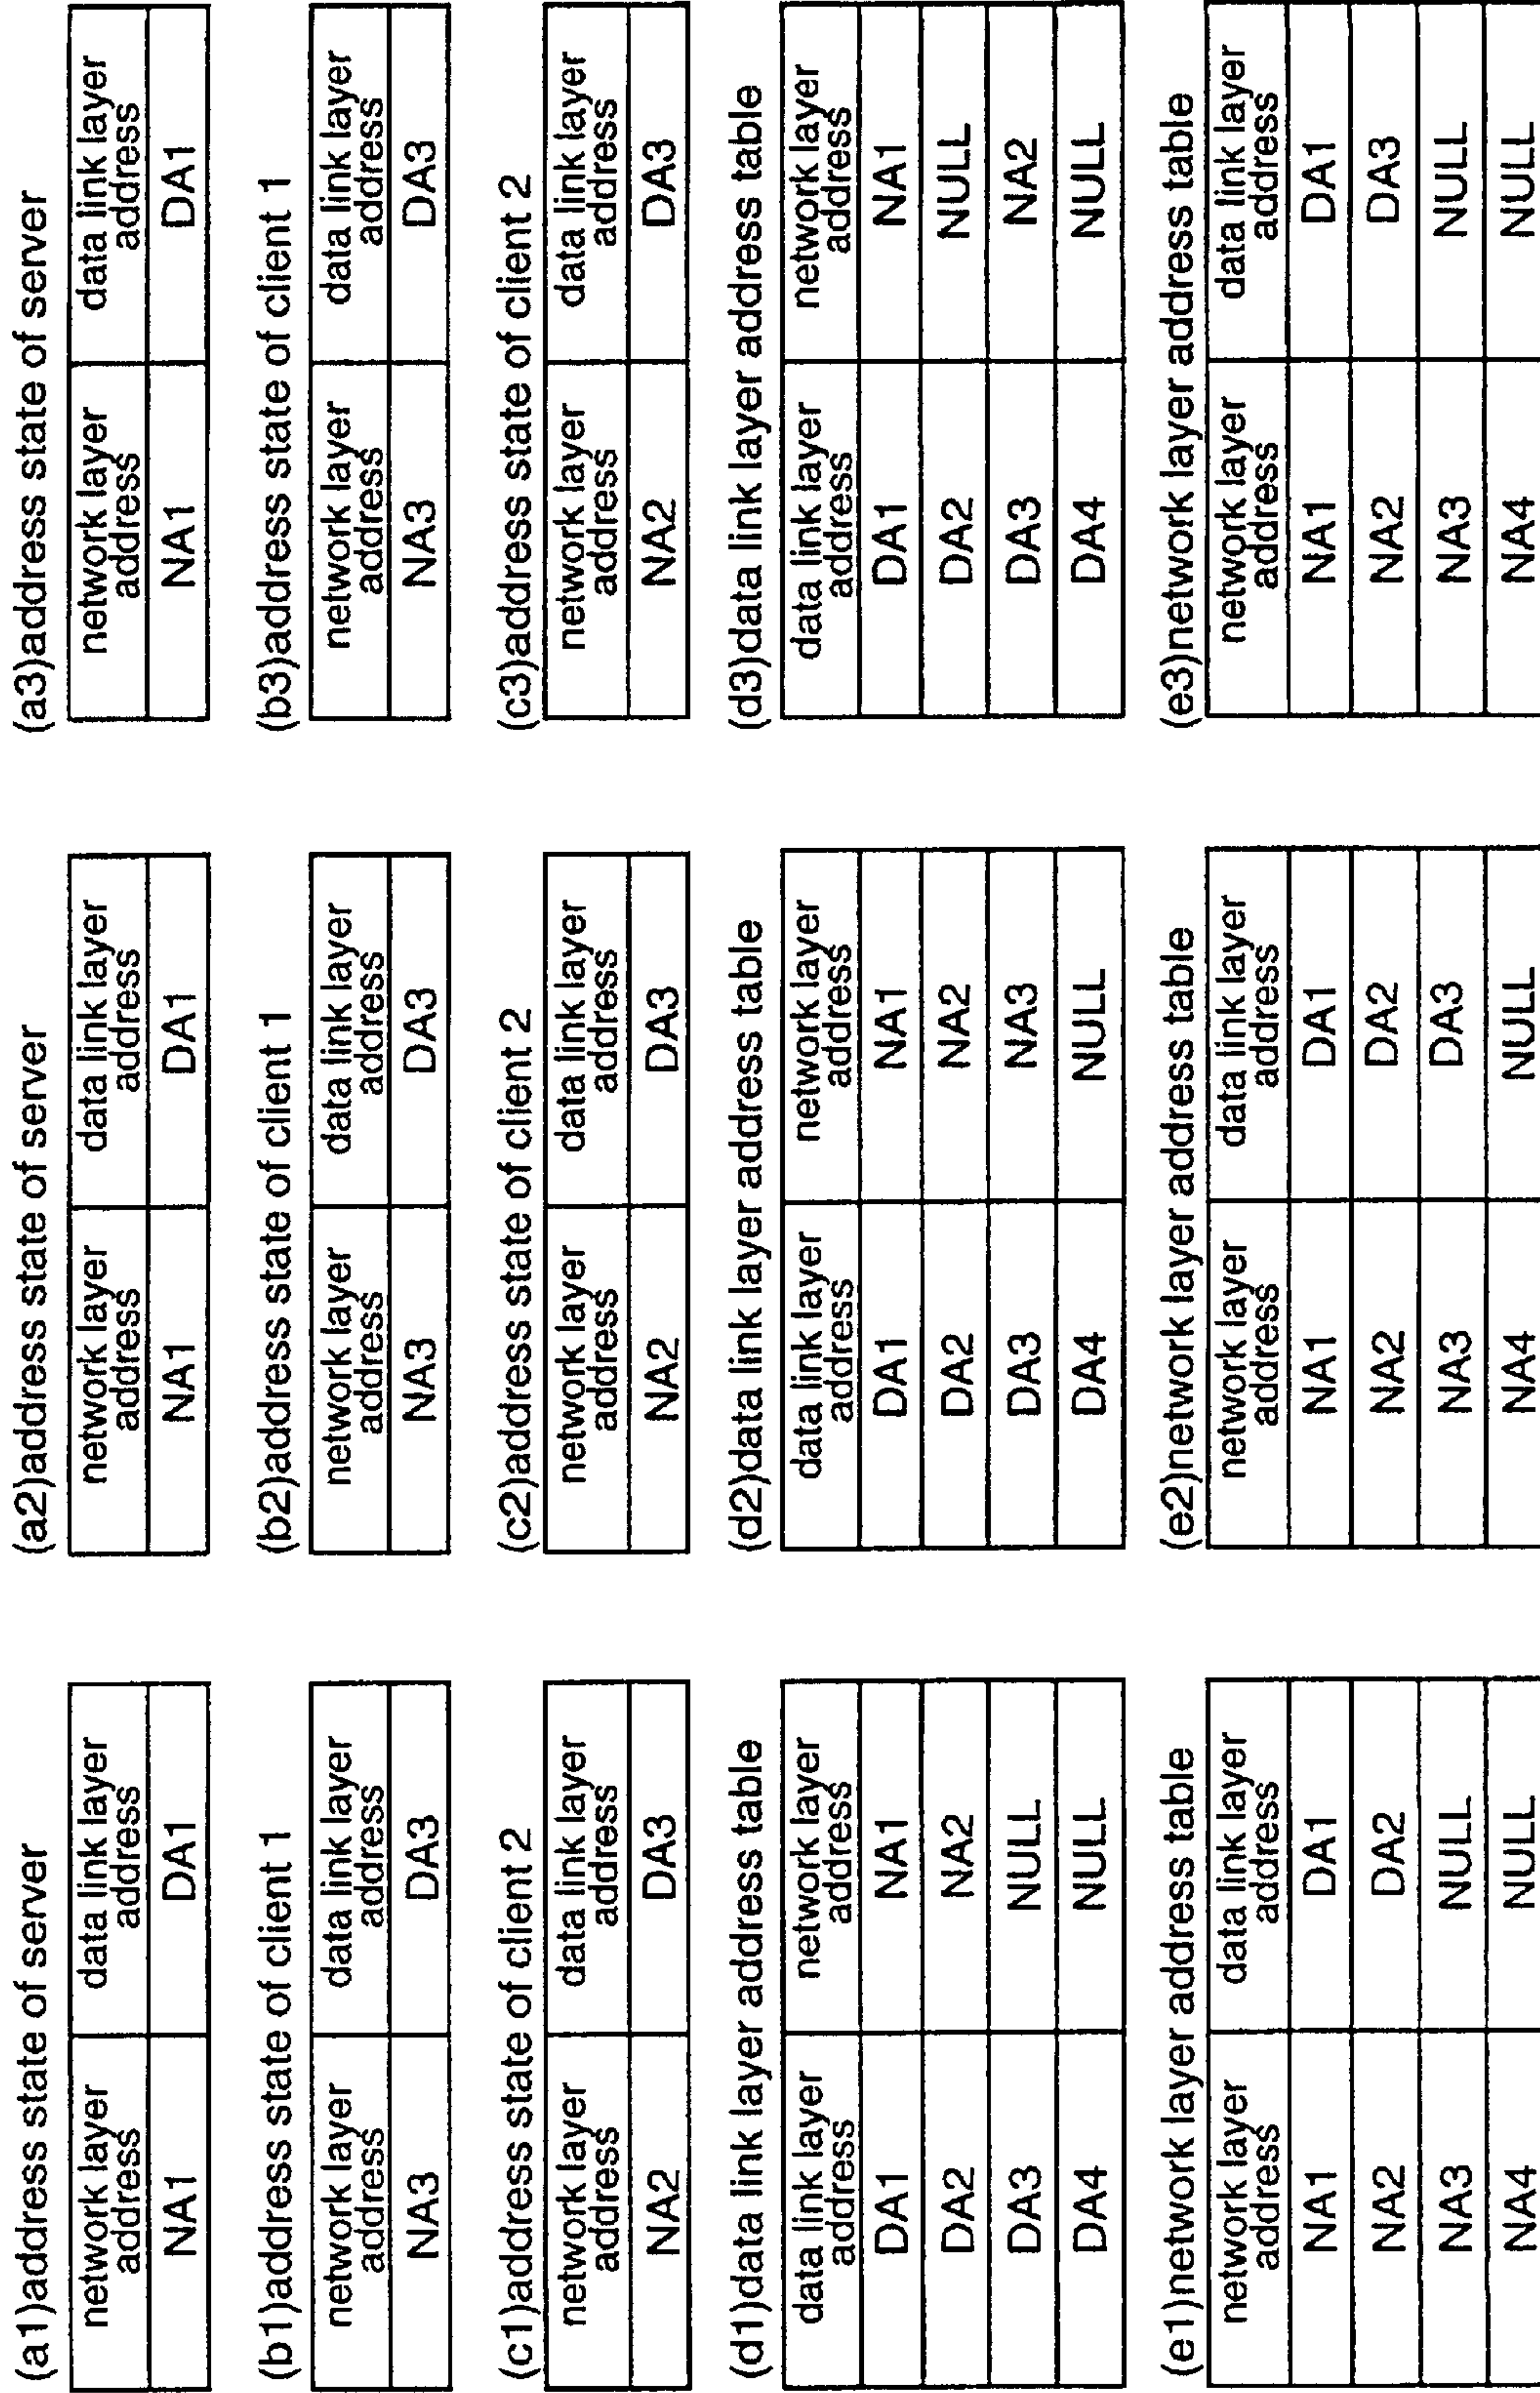 (a1)address state of server
network layer address
data link layer address
NA1
DA1
(b1)address state of client 1
network layer address
data link layer address
NA3
DA3
(c1)address state of client 2
network layer address
data link layer address
NA2
DA3
(d1)data link layer address table
data link layer address
network layer address
DA1
NA1
DA2
NA2
DA3
NULL
DA4
NULL
(e1)network layer address table
network layer address
data link layer address
NA1
DA1
NA2
DA2
NA3
NULL
NA4
NULL
(a2)address state of server
network layer address
data link layer address
NA1
DA1
(b2)address state of client 1
network layer address
data link layer address
NA3
DA3
(c2)address state of client 2
network layer address
data link layer address
NA2
DA3
(d2)data link layer address table
data link layer address
network layer address
DA1
NA1
DA2
NA2
DA3
NA3
DA4
NULL
(e2)network layer address table
network layer address
data link layer address
NA1
DA1
NA2
DA2
NA3
DA3
NA4
NULL
(a3)address state of server
network layer address
data link layer address
NA1
DA1
(b3)address state of client 1
network layer address
data link layer address
NA3
DA3
(c3)address state of client 2
network layer address
data link layer address
NA2
DA3
(d3)data link layer address table
data link layer address
network layer address
DA1
NA1
DA2
NULL
DA3
NA2
DA4
NULL
(e3)network layer address table
network layer address
data link layer address
NA1
DA1
NA2
DA3
NA3
NULL
NA4
NULL